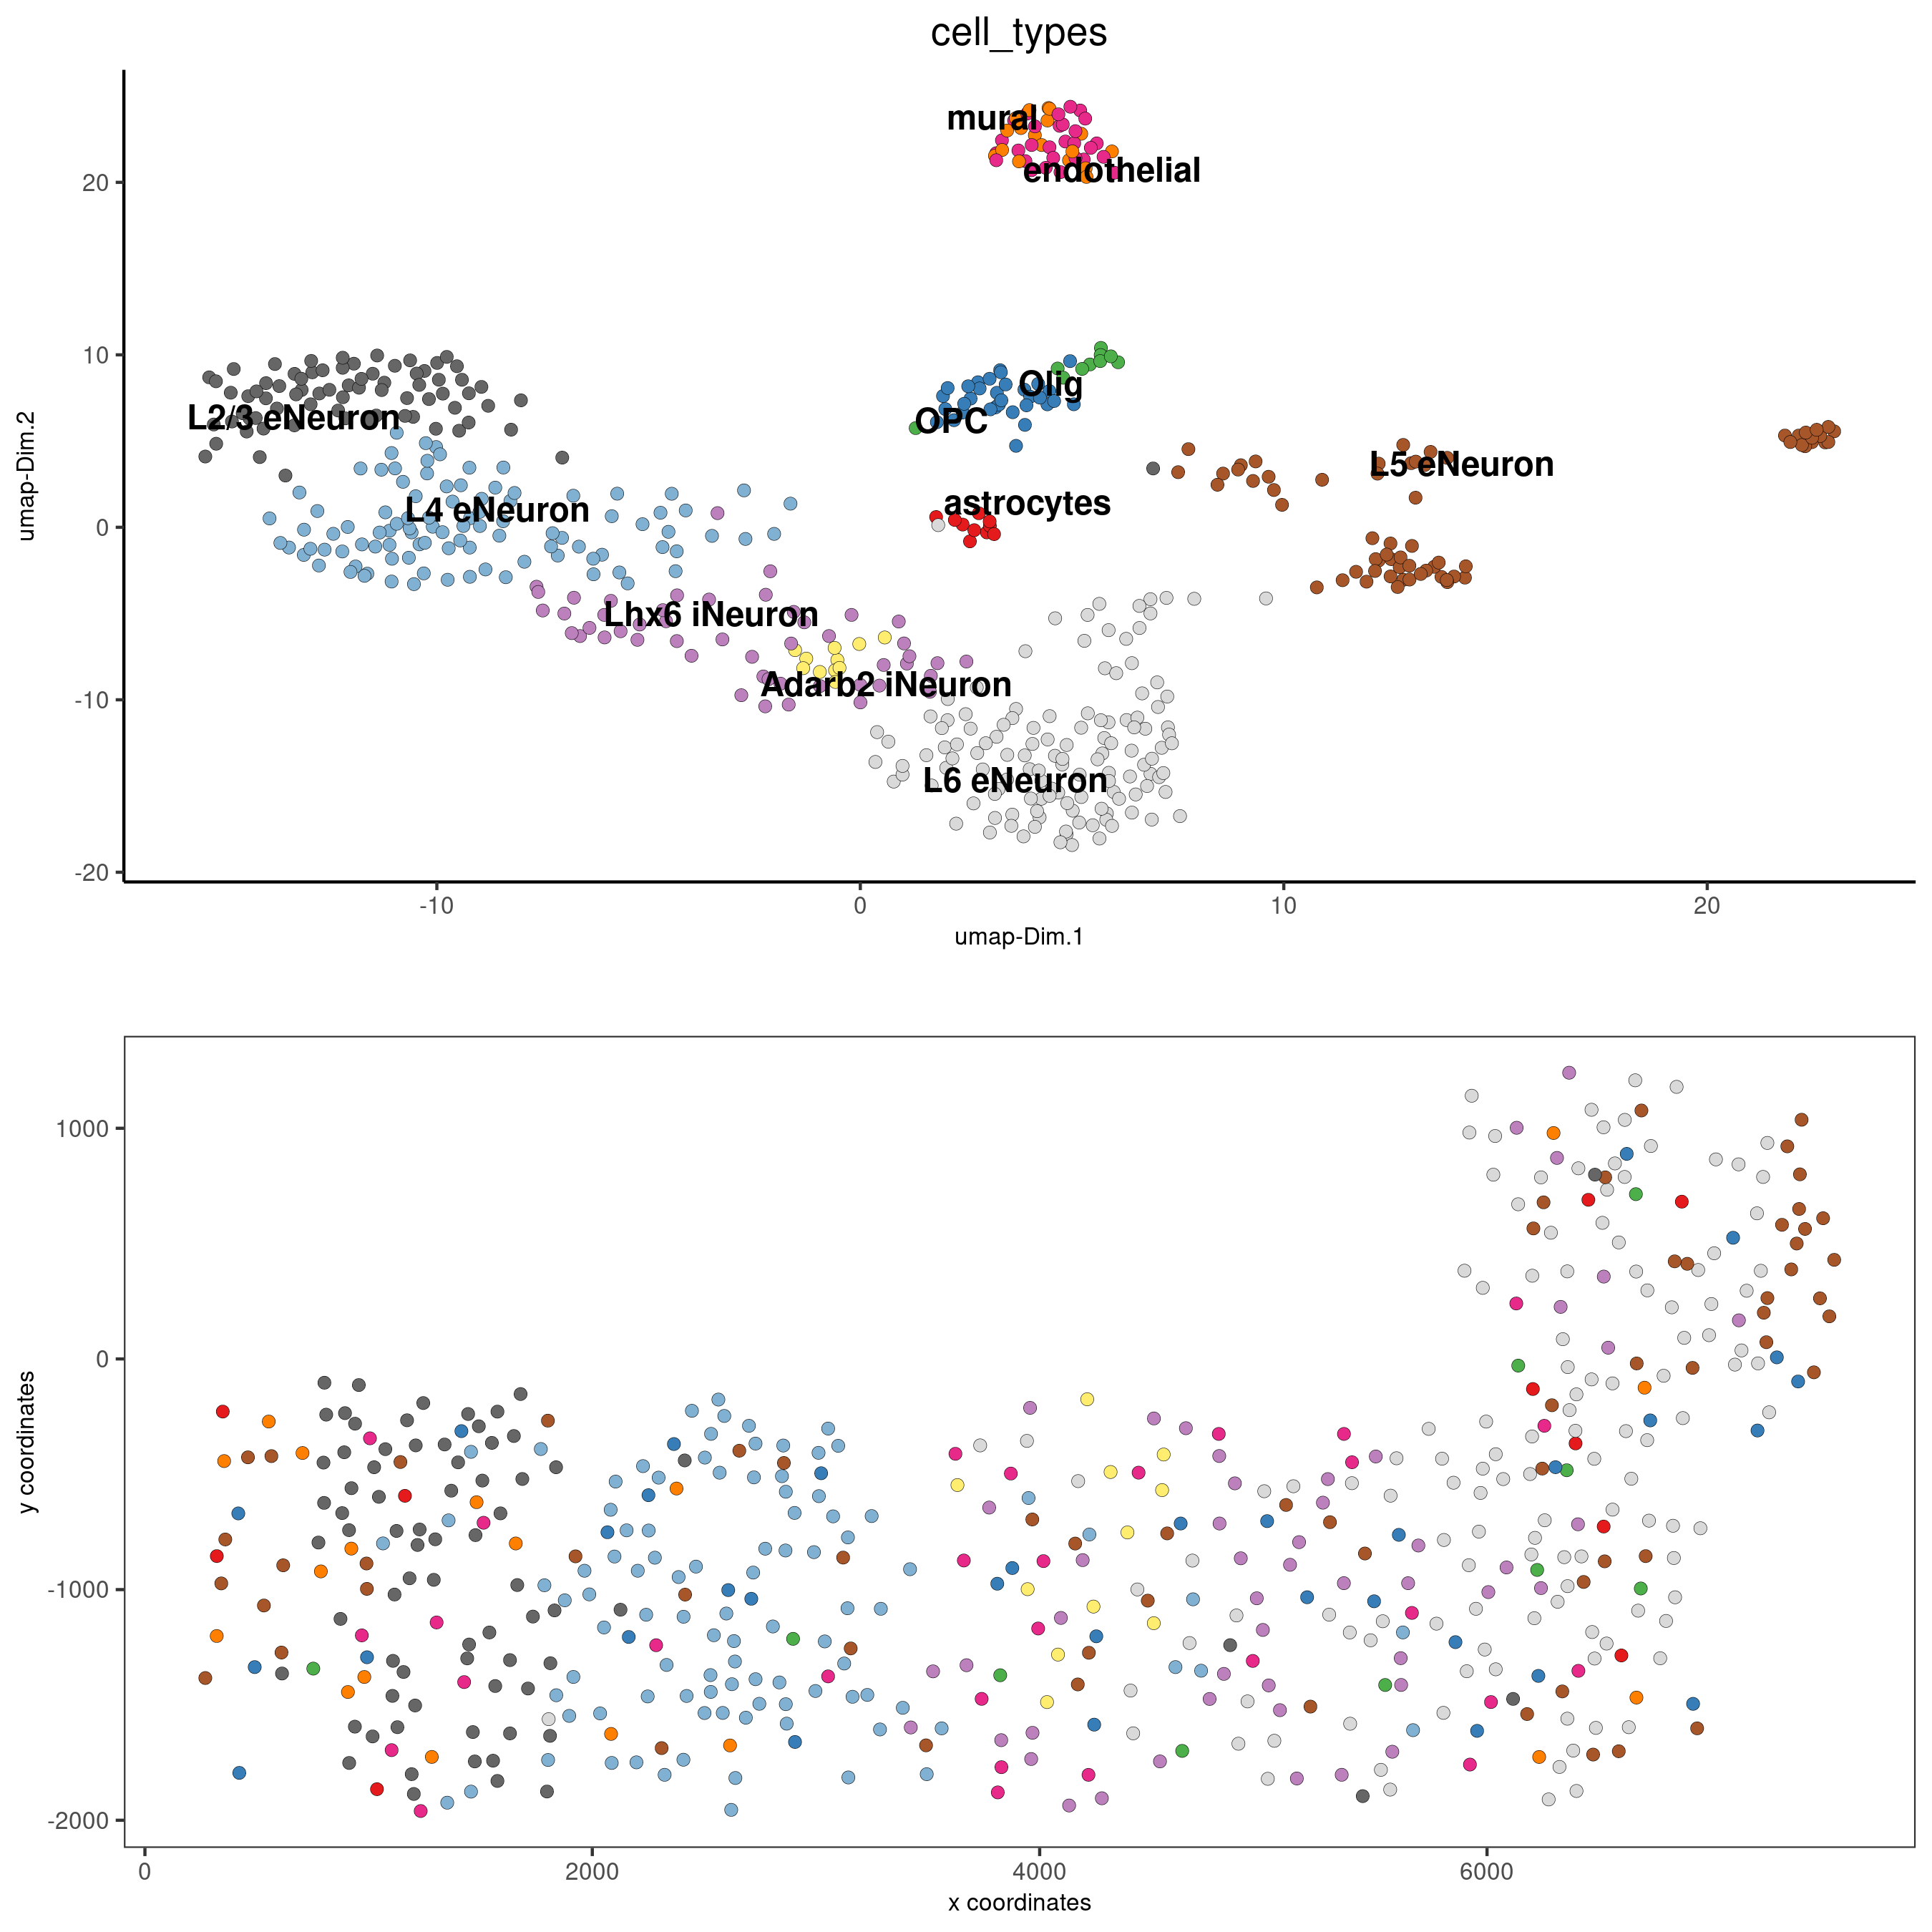 cell_types
mural
endothelial
20
10
Olig
OPC
L2/3 eNeuron
L5 eNeuron
astrocytes
L4 eNeuron
0
Lhx6 iNeuron
Adarb2 iNeuron
-10
L6 eNeuron
-20
umap-Dim.2
-10 0 10 20
umap-Dim.1
1000
0
-1000
-2000
y coordinates
0 2000 4000 6000
x coordinates